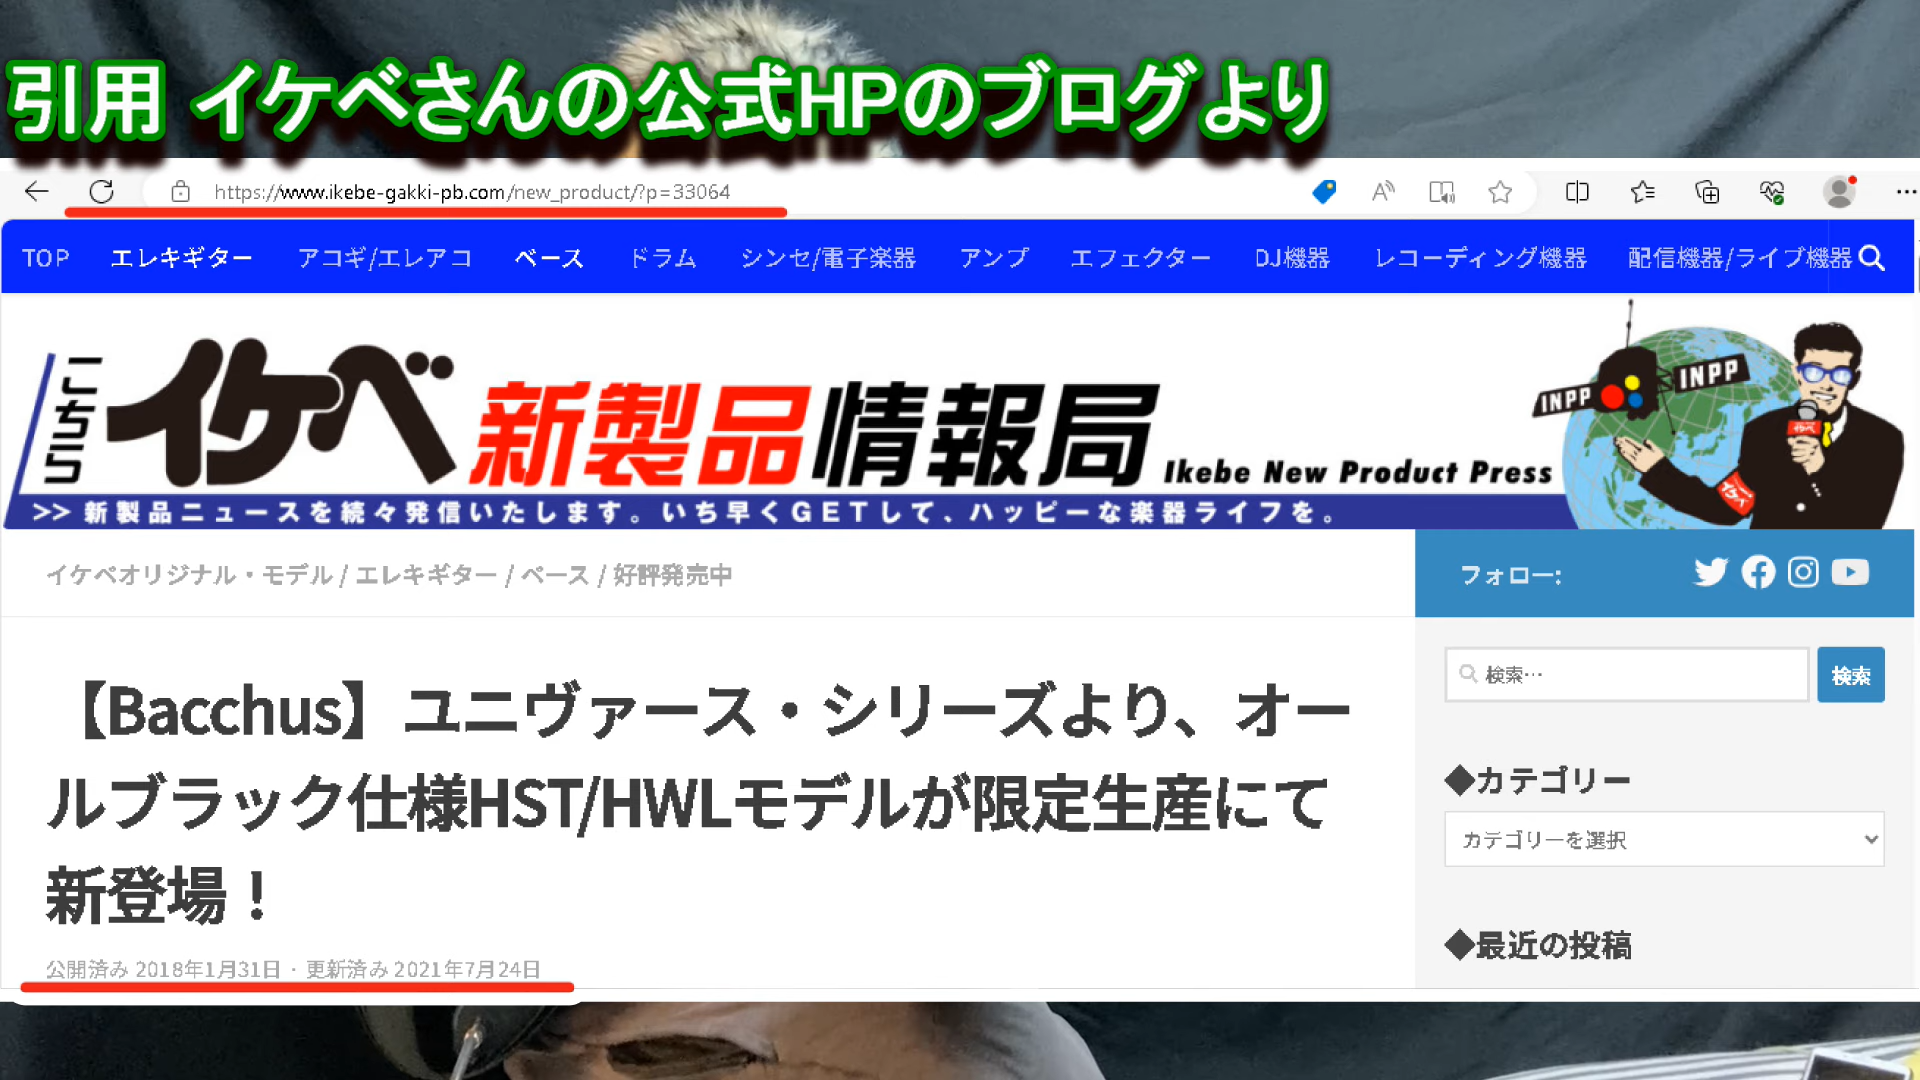 引用 イケベさんの公式HPのブログより
https://www.ikebe-gakki-pb.com/new_product/?p=33064
TOP エレキギター アコギ/エレアコ ベース ドラム シンセ/電子楽器 アンプ エフェクター DJ機器 レコーディング機器 配信機器/ライブ機器
こちら イケベ 新製品情報局 Ikebe New Product Press
INPP INPP
イケベ
イケベ
>> 新製品ニュースを続々発信いたします。いち早くGETして、ハッピーな楽器ライフを。
イケベオリジナル・モデル / エレキギター / ベース / 好評発売中
フォロー:
【Bacchus】ユニヴァース・シリーズより、オー
ルブラック仕様HST/HWLモデルが限定生産にて
新登場！
公開済み 2018年1月31日 · 更新済み 2021年7月24日
検索…
検索
◆カテゴリー
カテゴリーを選択
◆最近の投稿